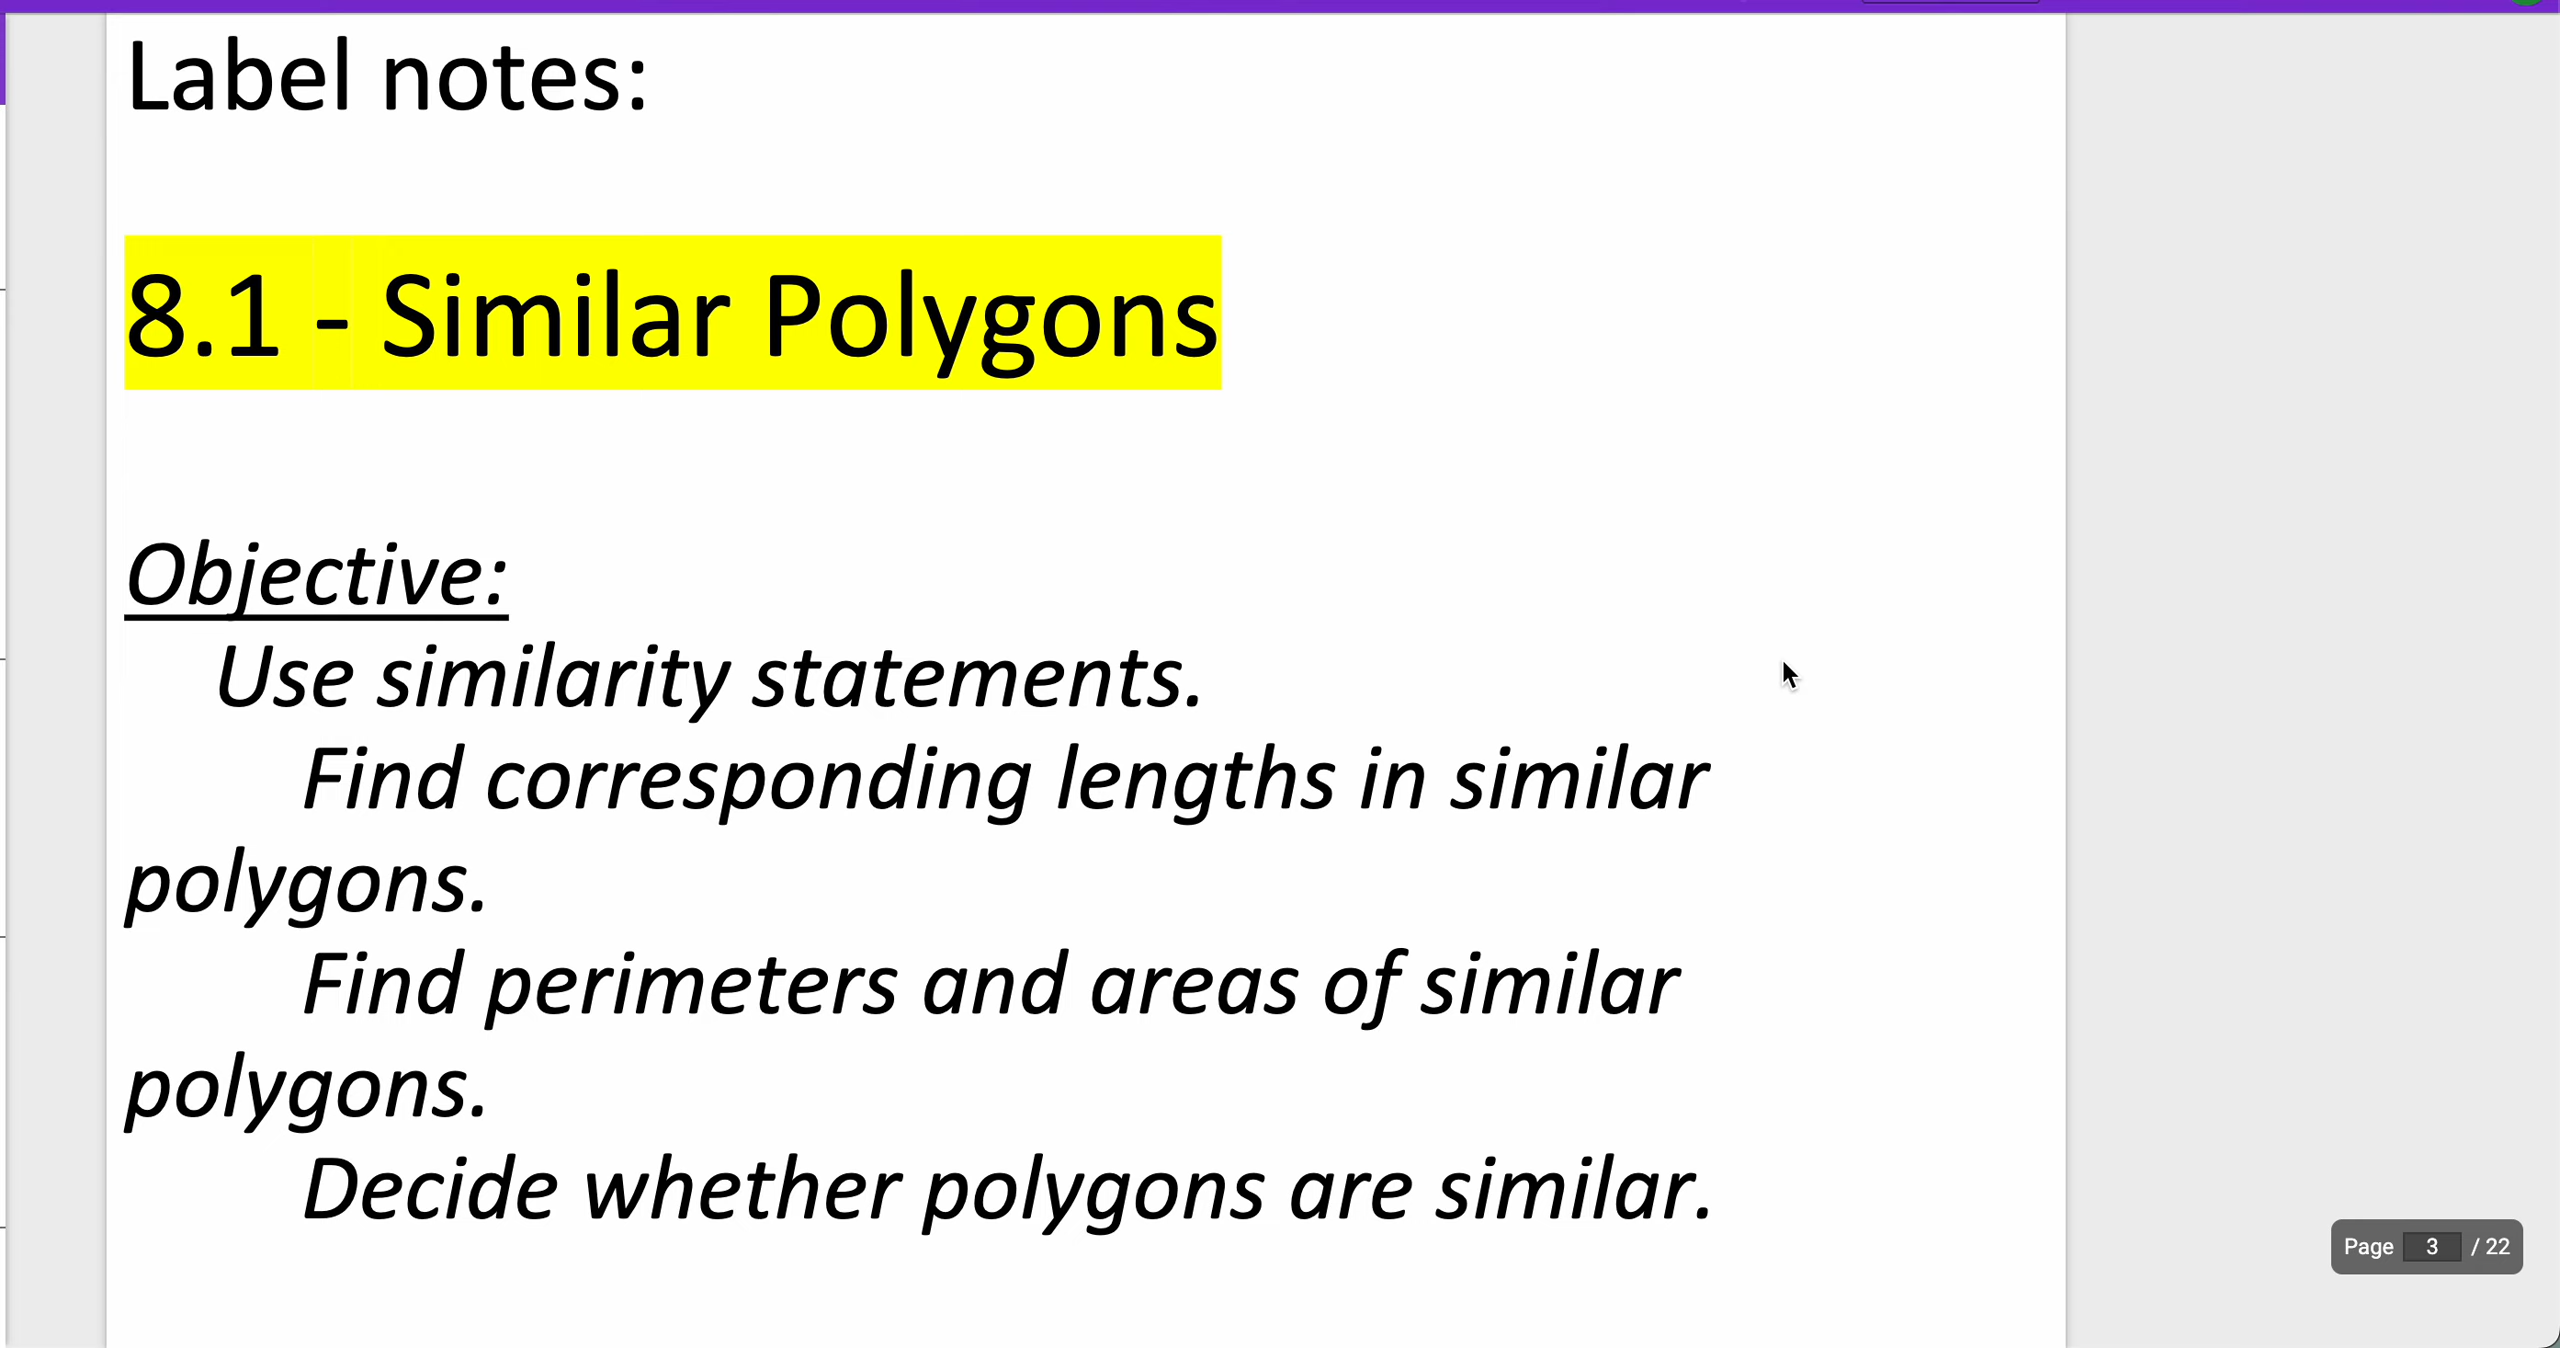 Label notes:
8.1 - Similar Polygons
Objective:
Use similarity statements.
Find corresponding lengths in similar
polygons.
Find perimeters and areas of similar
polygons.
Decide whether polygons are similar.
Page 3 / 22